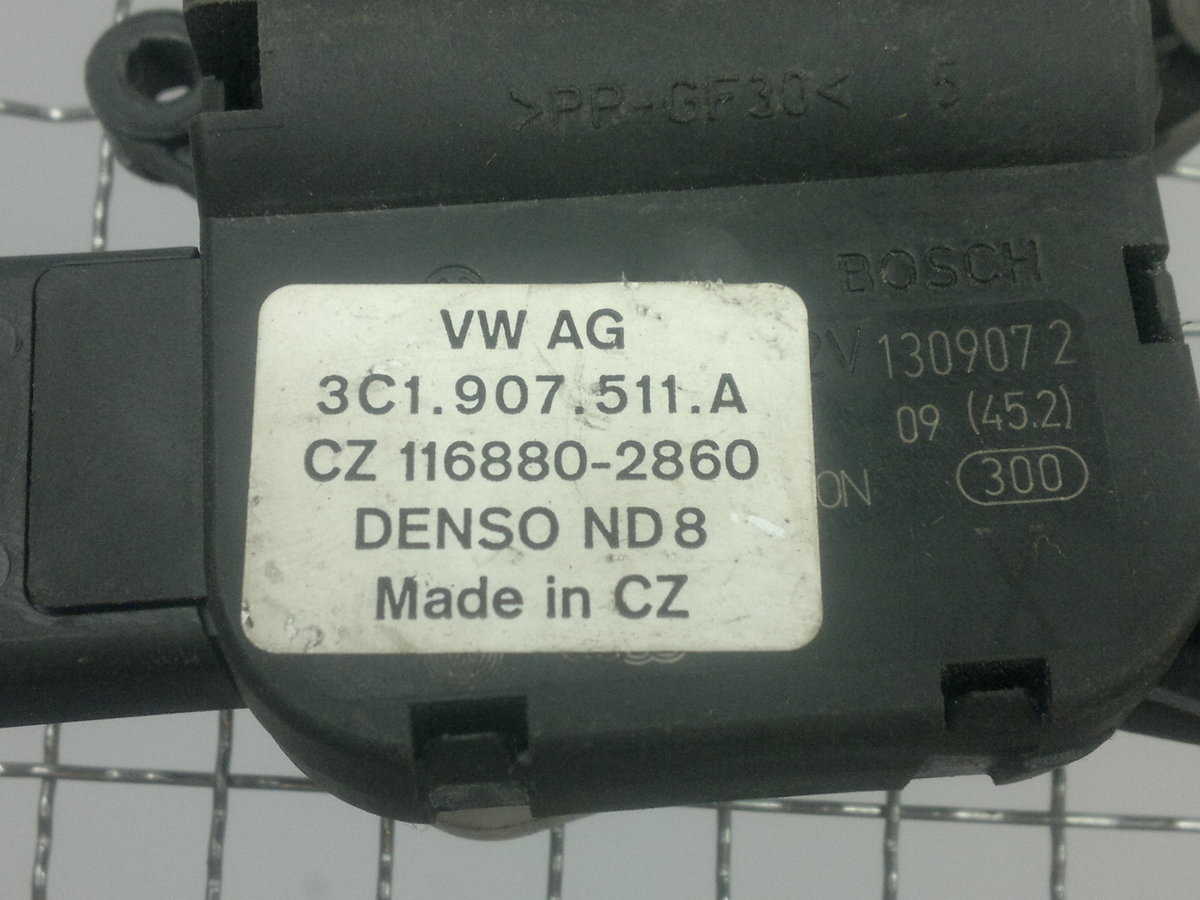 >PP-GF30< 5
BOSCH
VW AG
3C1.907.511.A
CZ 116880-2860
DENSO ND8
Made in CZ
V 130907 2
09 (45.2)
ON 300